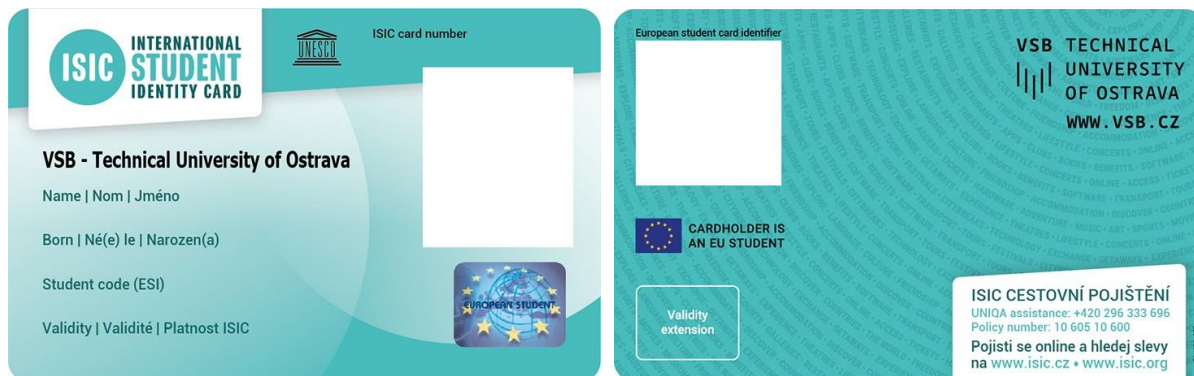 ISIC
INTERNATIONAL
STUDENT
IDENTITY CARD
UNESCO
ISIC card number
VSB - Technical University of Ostrava
Name | Nom | Jméno
Born | Né(e) le | Narozen(a)
Student code (ESI)
Validity | Validité | Platnost ISIC
EUROPEAN STUDENT
European student card identifier
VSB TECHNICAL
UNIVERSITY
OF OSTRAVA
WWW.VSB.CZ
CARDHOLDER IS
AN EU STUDENT
Validity
extension
ISIC CESTOVNÍ POJIŠTĚNÍ
UNIQA assistance: +420 296 333 696
Policy number: 10 605 10 600
Pojisti se online a hledej slevy
na www.isic.cz • www.isic.org